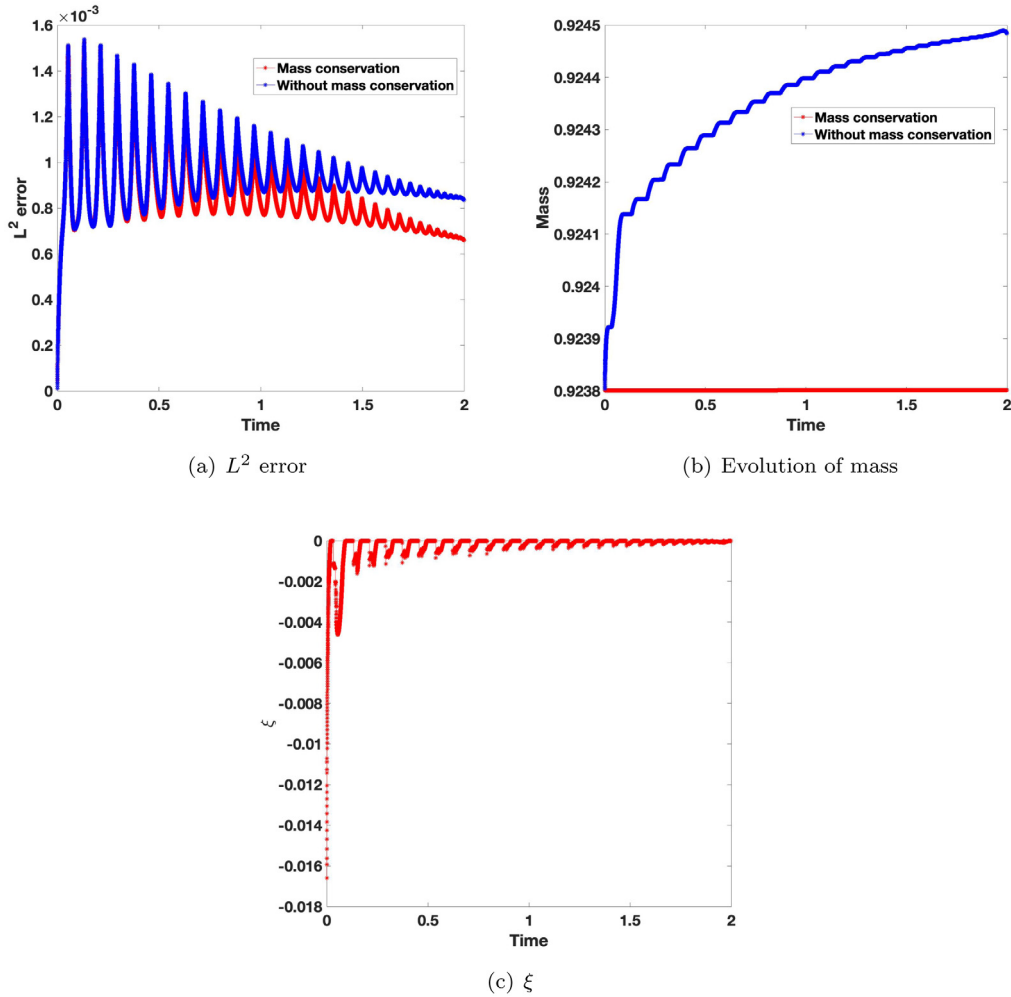 ×10⁻³
1.6
1.4
1.2
1
0.8
0.6
0.4
0.2
0
L² error
Mass conservation
Without mass conservation
0 0.5 1 1.5 2
Time
(a) L² error
0.9245
0.9244
0.9243
0.9242
0.9241
0.924
0.9239
0.9238
Mass
Mass conservation
Without mass conservation
0 0.5 1 1.5 2
Time
(b) Evolution of mass
0
-0.002
-0.004
-0.006
-0.008
-0.01
-0.012
-0.014
-0.016
-0.018
ξ
0 0.5 1 1.5 2
Time
(c) ξ